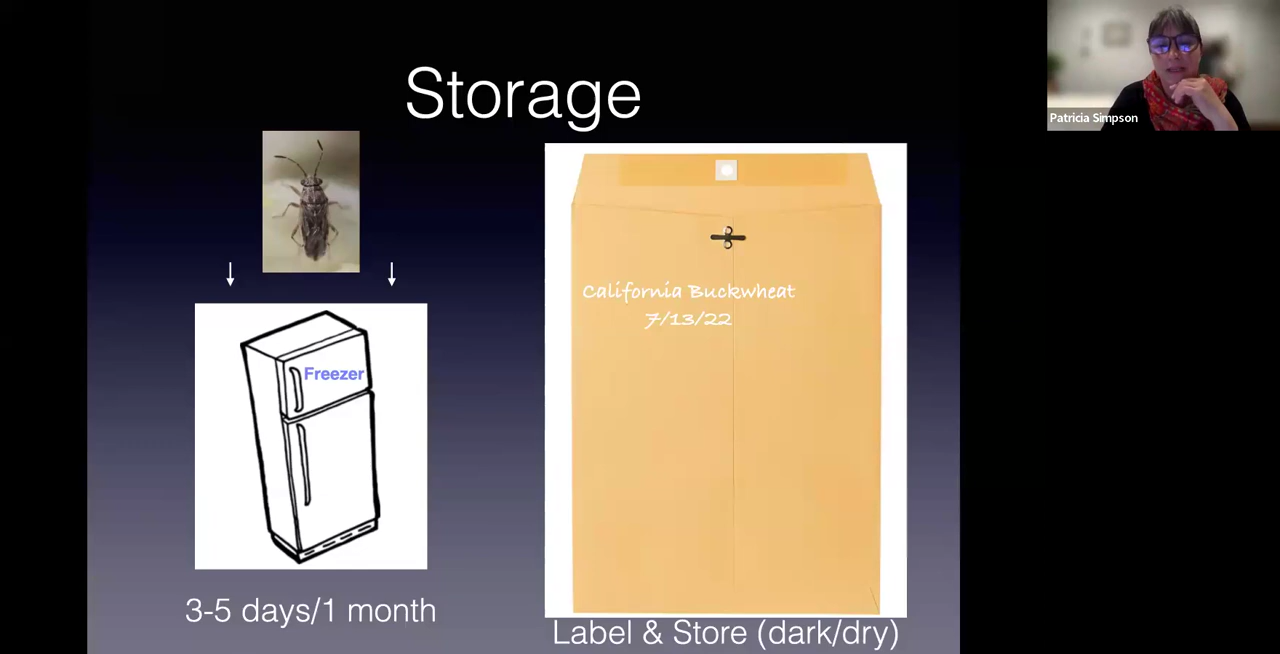 Storage
Patricia Simpson
Freezer
California Buckwheat
7/13/22
3-5 days/1 month
Label & Store (dark/dry)